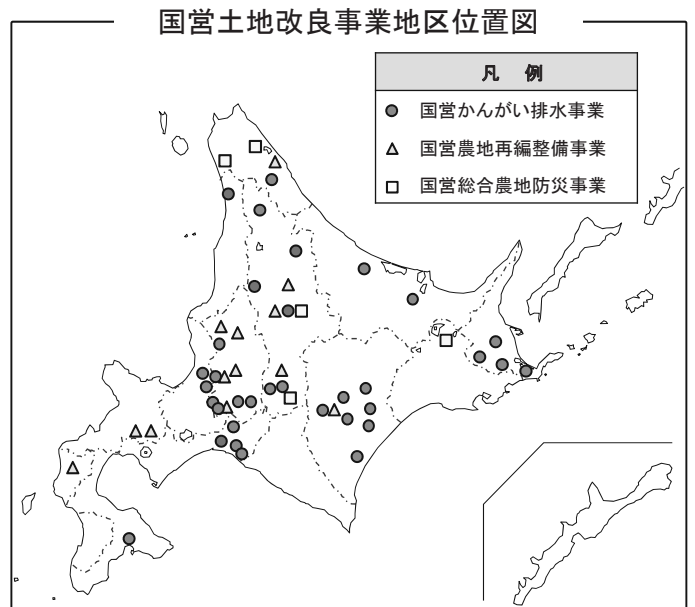 国営土地改良事業地区位置図
凡 例
国営かんがい排水事業
国営農地再編整備事業
国営総合農地防災事業